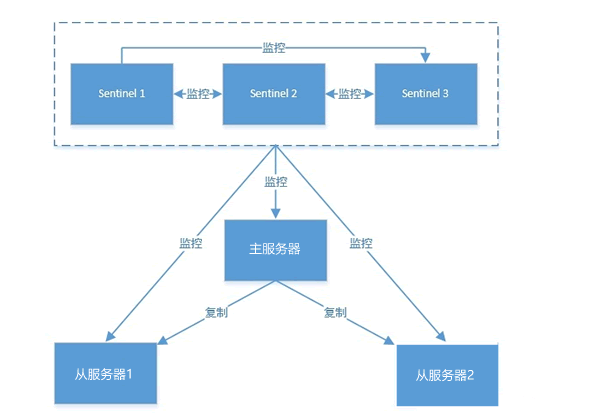 监控
Sentinel 1
监控
Sentinel 2
监控
Sentinel 3
监控
监控
主服务器
监控
复制
复制
从服务器1
从服务器2